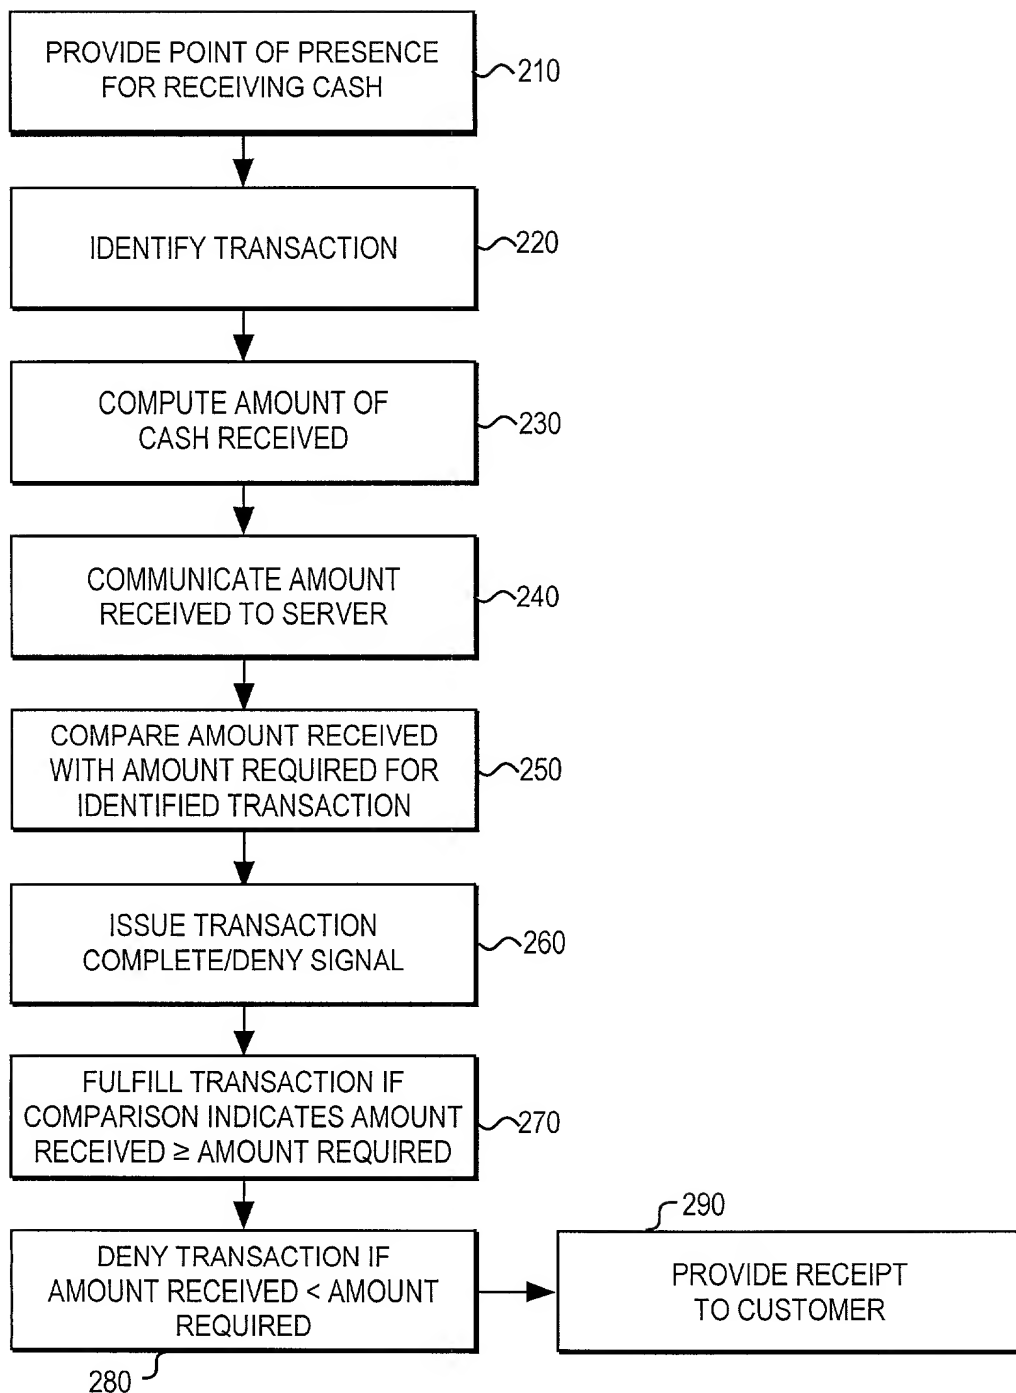 PROVIDE POINT OF PRESENCE
FOR RECEIVING CASH
210
IDENTIFY TRANSACTION
220
COMPUTE AMOUNT OF
CASH RECEIVED
230
COMMUNICATE AMOUNT
RECEIVED TO SERVER
240
COMPARE AMOUNT RECEIVED
WITH AMOUNT REQUIRED FOR
IDENTIFIED TRANSACTION
250
ISSUE TRANSACTION
COMPLETE/DENY SIGNAL
260
FULFILL TRANSACTION IF
COMPARISON INDICATES AMOUNT
RECEIVED ≥ AMOUNT REQUIRED
270
DENY TRANSACTION IF
AMOUNT RECEIVED < AMOUNT
REQUIRED
280
290
PROVIDE RECEIPT
TO CUSTOMER